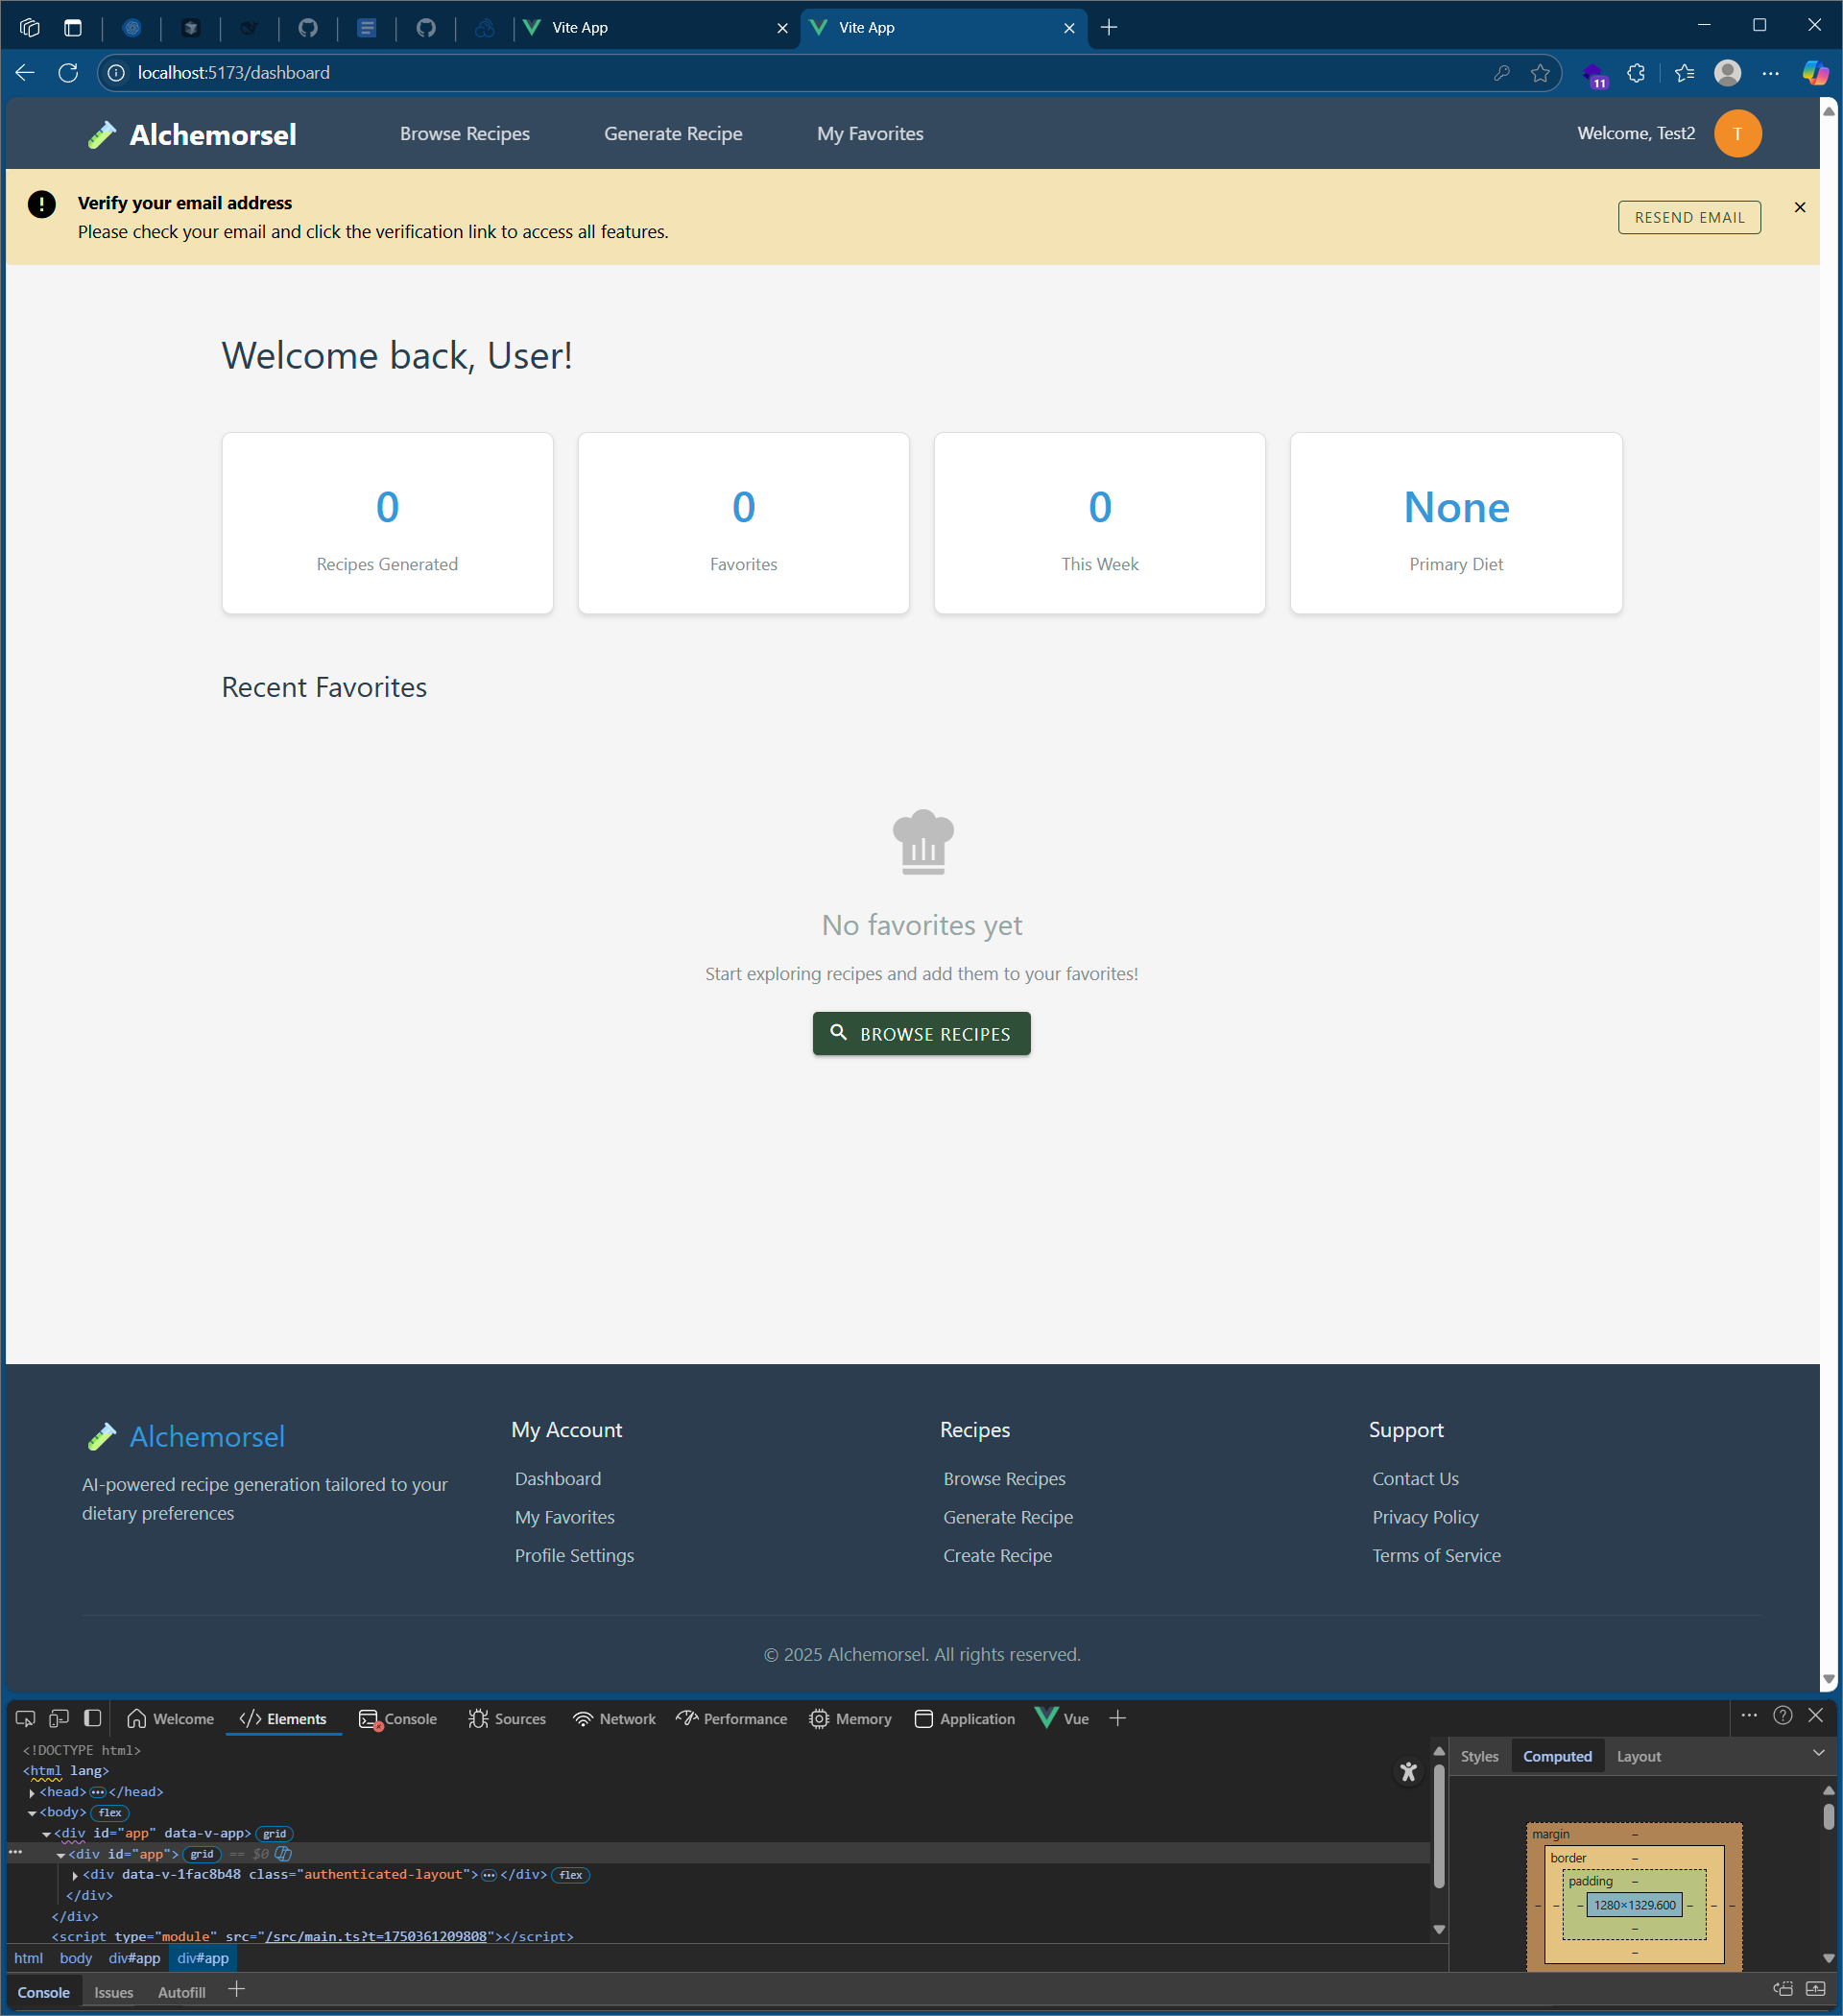 Vite App
Vite App
localhost:5173/dashboard
11
Alchemorsel
Browse Recipes
Generate Recipe
My Favorites
Welcome, Test2
T
Verify your email address
Please check your email and click the verification link to access all features.
RESEND EMAIL
Welcome back, User!
0
Recipes Generated
0
Favorites
0
This Week
None
Primary Diet
Recent Favorites
No favorites yet
Start exploring recipes and add them to your favorites!
BROWSE RECIPES
Alchemorsel
AI-powered recipe generation tailored to your
dietary preferences
My Account
Dashboard
My Favorites
Profile Settings
Recipes
Browse Recipes
Generate Recipe
Create Recipe
Support
Contact Us
Privacy Policy
Terms of Service
© 2025 Alchemorsel. All rights reserved.
Welcome
Elements
Console
Sources
Network
Performance
Memory
Application
Vue
<!DOCTYPE html>
<html lang>
<head> ••• </head>
<body> flex
<div id="app" data-v-app> grid
<div id="app"> grid == $0
<div data-v-1fac8b48 class="authenticated-layout"> ••• </div> flex
</div>
</div>
<script type="module" src="/src/main.ts?t=1750361209808"></script>
html body div#app div#app
Styles
Computed
Layout
margin –
border –
padding –
– – – 1280×1329.600 – – –
–
–
Console
Issues
Autofill